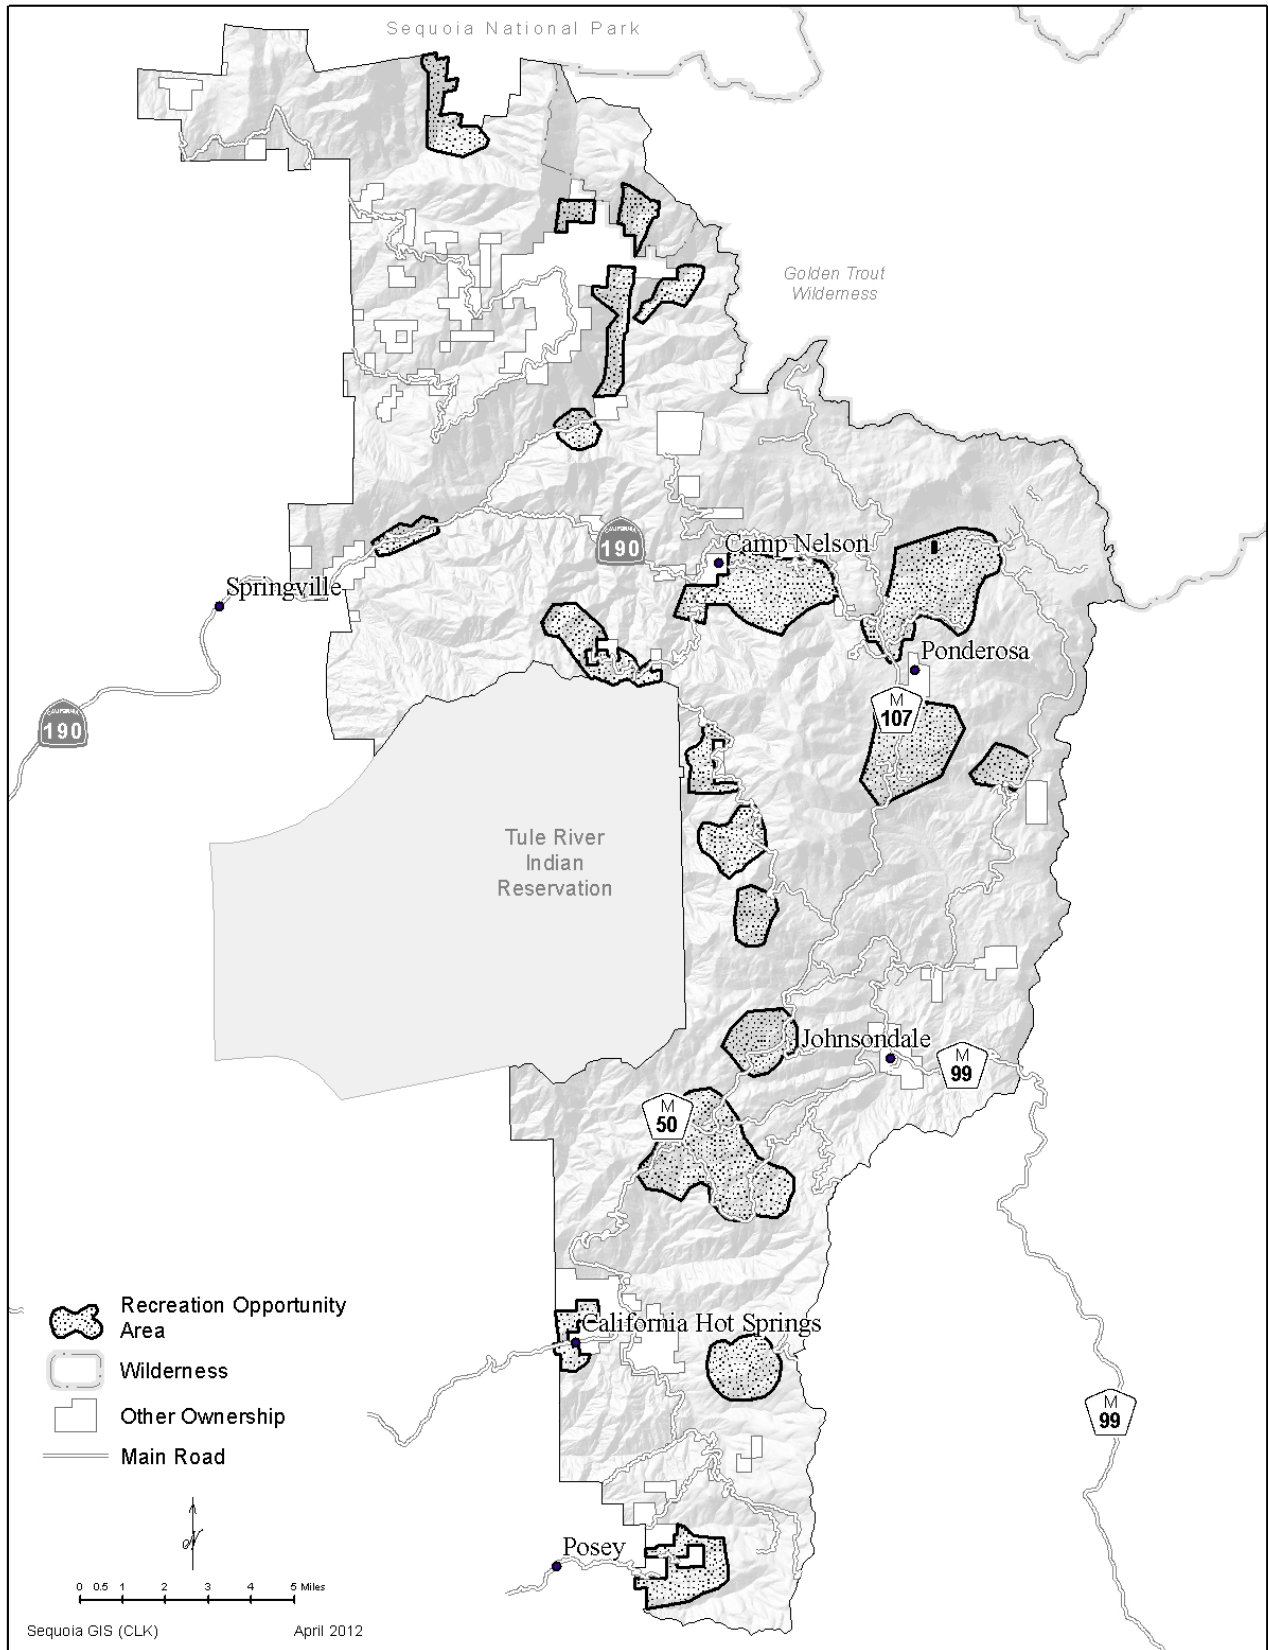 Sequoia National Park
Golden Trout
Wilderness
CALIFORNIA
190
Camp Nelson
Springville
Ponderosa
M
107
CALIFORNIA
190
Tule River
Indian
Reservation
Johnsondale
M
99
M
50
Recreation Opportunity
Area
California Hot Springs
Wilderness
M
99
Other Ownership
Main Road
N
Posey
0 0.5 1 2 3 4 5 Miles
Sequoia GIS (CLK) April 2012